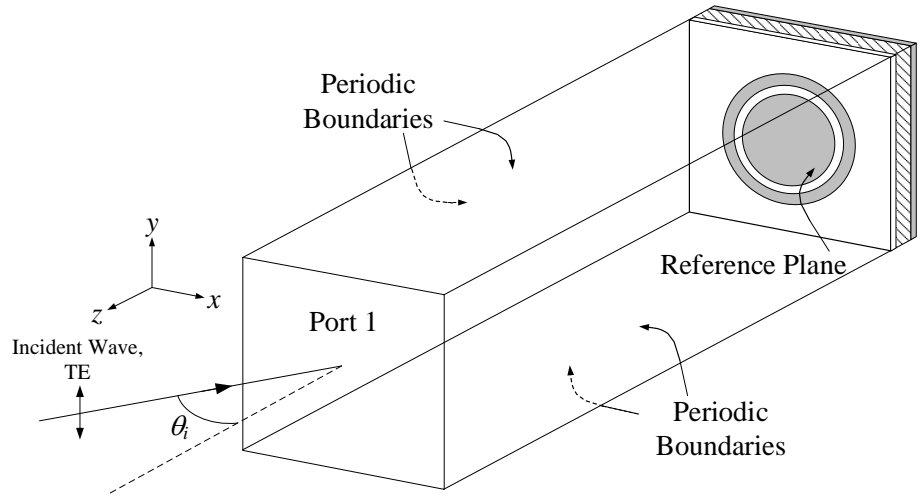 Periodic
Boundaries
y
x
z
Port 1
Reference Plane
Incident Wave,
TE
θi
Periodic
Boundaries